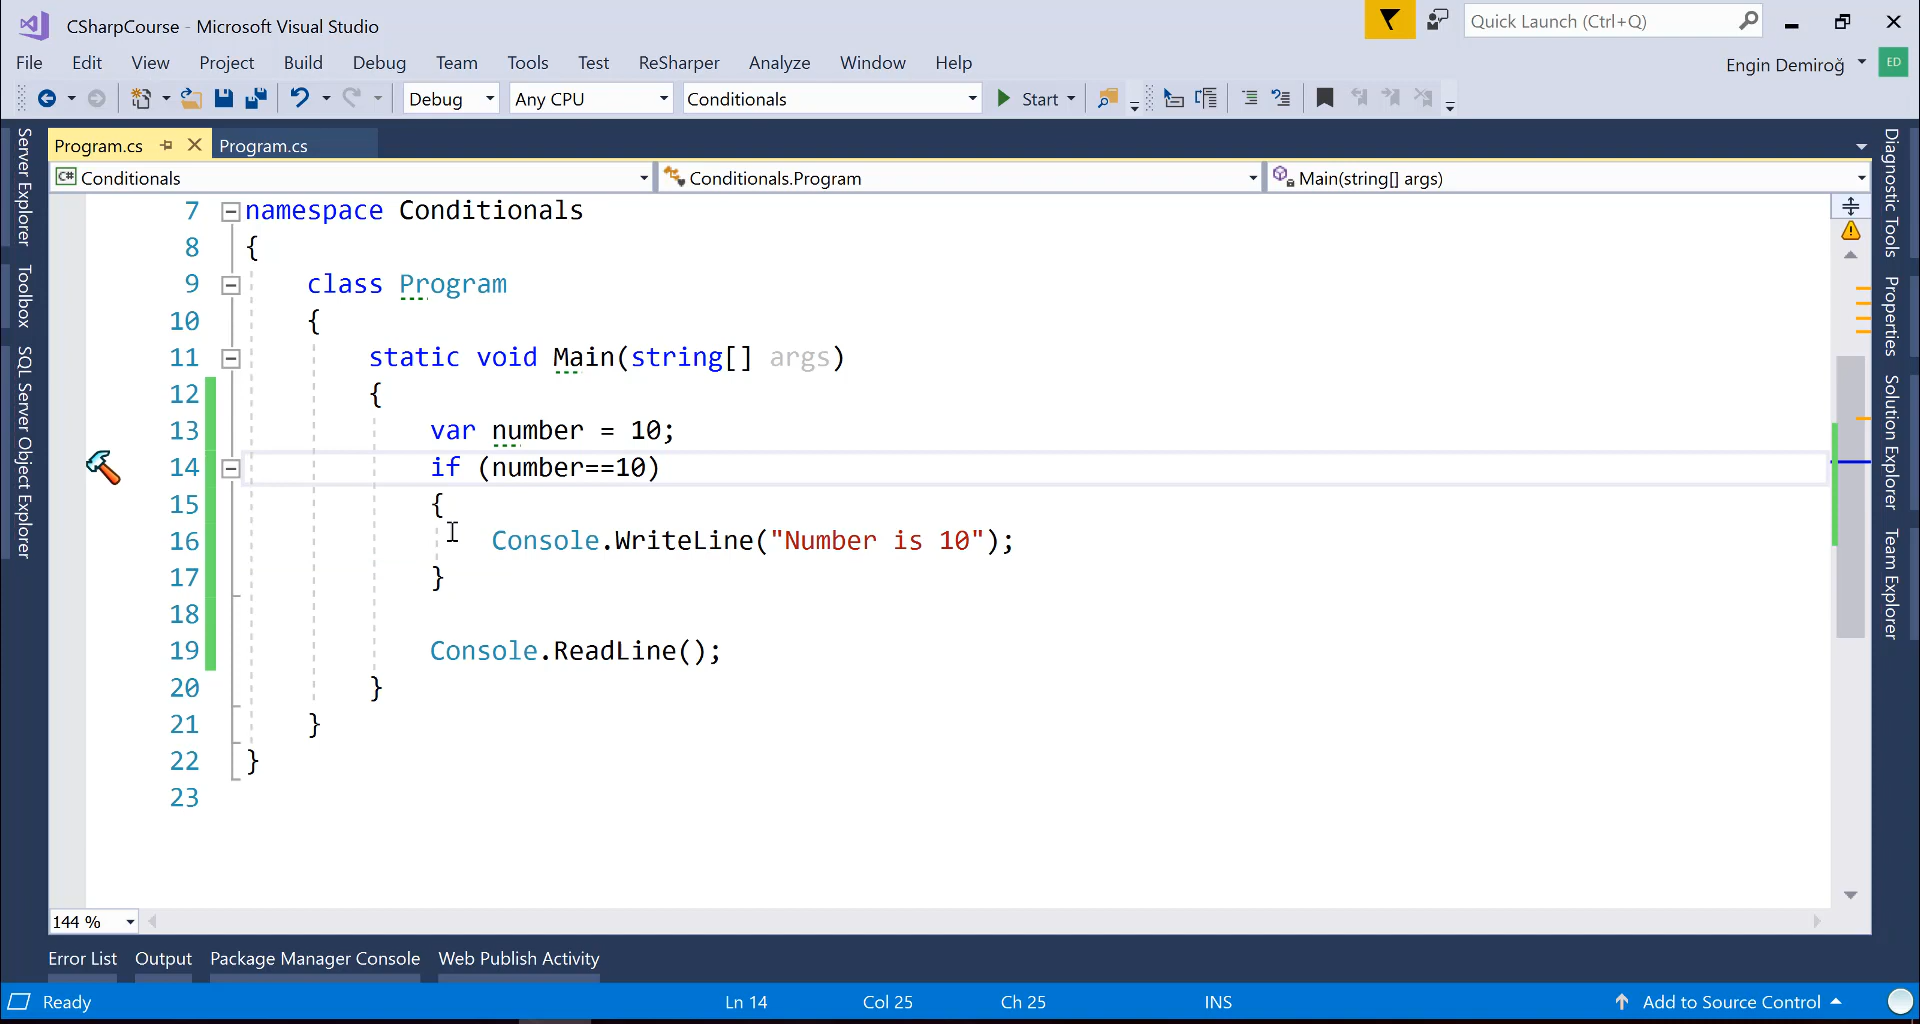 CSharpCourse - Microsoft Visual Studio
Quick Launch (Ctrl+Q)
File Edit View Project Build Debug Team Tools Test ReSharper Analyze Window Help
Engin Demiroğ
ED
Debug Any CPU Conditionals Start
Program.cs Program.cs
C# Conditionals Conditionals.Program Main(string[] args)
Server Explorer
Toolbox
SQL Server Object Explorer
7 namespace Conditionals
8 {
9 class Program
10 {
11 static void Main(string[] args)
12 {
13 var number = 10;
14 if (number==10)
15 {
16 Console.WriteLine("Number is 10");
17 }
18
19 Console.ReadLine();
20 }
21 }
22 }
23
Diagnostic Tools
Properties
Solution Explorer
Team Explorer
144 %
Error List Output Package Manager Console Web Publish Activity
Ready Ln 14 Col 25 Ch 25 INS Add to Source Control